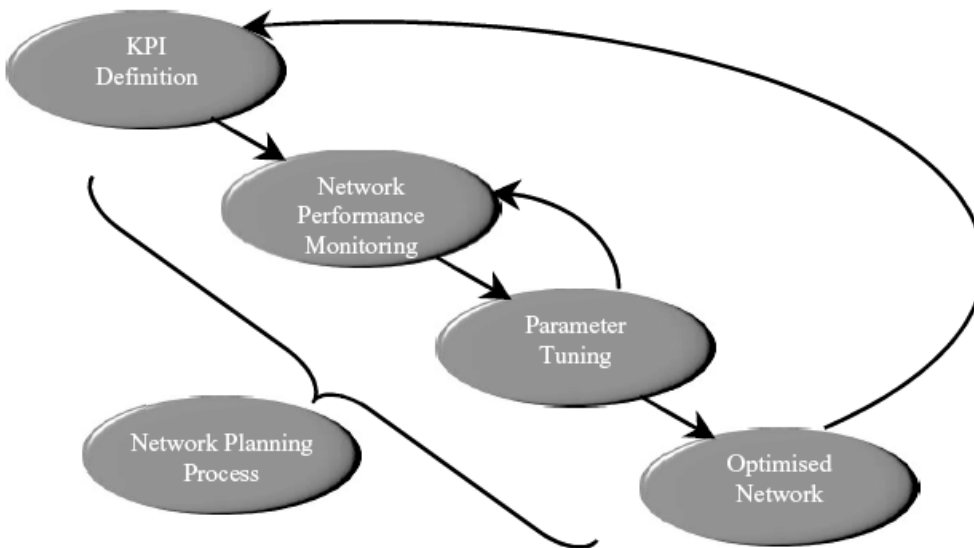 KPI
Definition
Network
Performance
Monitoring
Parameter
Tuning
Network Planning
Process
Optimised
Network